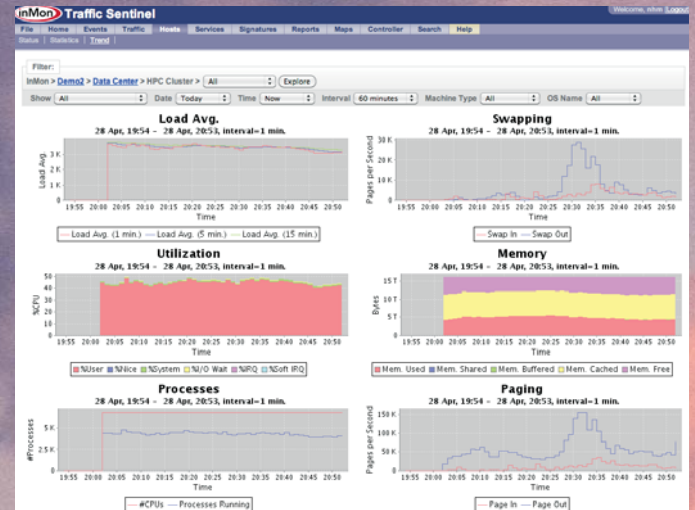 inMon Traffic Sentinel
Welcome, inhm (Logout)
File Home Events Traffic Hosts Services Signatures Reports Maps Controller Search Help
Status | Statistics | Trend |
Filter:
InMon > Demo2 > Data Center > HPC Cluster > All Explore
Show All Date Today Time Now Interval 60 minutes Machine Type All OS Name All
Load Avg.
28 Apr, 19:54 - 28 Apr, 20:53, interval=1 min.
Load Avg.
3 K
2 K
1 K
19:55 20:00 20:05 20:10 20:15 20:20 20:25 20:30 20:35 20:40 20:45 20:50
Time
Load Avg. (1 min.) Load Avg. (5 min.) Load Avg. (15 min.)
Swapping
28 Apr, 19:54 - 28 Apr, 20:53, interval=1 min.
Pages per Second
30 K
20 K
10 K
0 K
19:55 20:00 20:05 20:10 20:15 20:20 20:25 20:30 20:35 20:40 20:45 20:50
Time
Swap In Swap Out
Utilization
28 Apr, 19:54 - 28 Apr, 20:53, interval=1 min.
%CPU
50
40
30
20
10
0
19:55 20:00 20:05 20:10 20:15 20:20 20:25 20:30 20:35 20:40 20:45 20:50
Time
%User %Nice %System %I/O Wait %IRQ %Soft IRQ
Memory
28 Apr, 19:54 - 28 Apr, 20:53, interval=1 min.
Bytes
15 T
10 T
5 T
19:55 20:00 20:05 20:10 20:15 20:20 20:25 20:30 20:35 20:40 20:45 20:50
Time
Mem. Used Mem. Shared Mem. Buffered Mem. Cached Mem. Free
Processes
28 Apr, 19:54 - 28 Apr, 20:53, interval=1 min.
#Processes
5 K
2.5 K
19:55 20:00 20:05 20:10 20:15 20:20 20:25 20:30 20:35 20:40 20:45 20:50
Time
#CPUs Processes Running
Paging
28 Apr, 19:54 - 28 Apr, 20:53, interval=1 min.
Pages per Second
150 K
100 K
50 K
0 K
19:55 20:00 20:05 20:10 20:15 20:20 20:25 20:30 20:35 20:40 20:45 20:50
Time
Page In Page Out